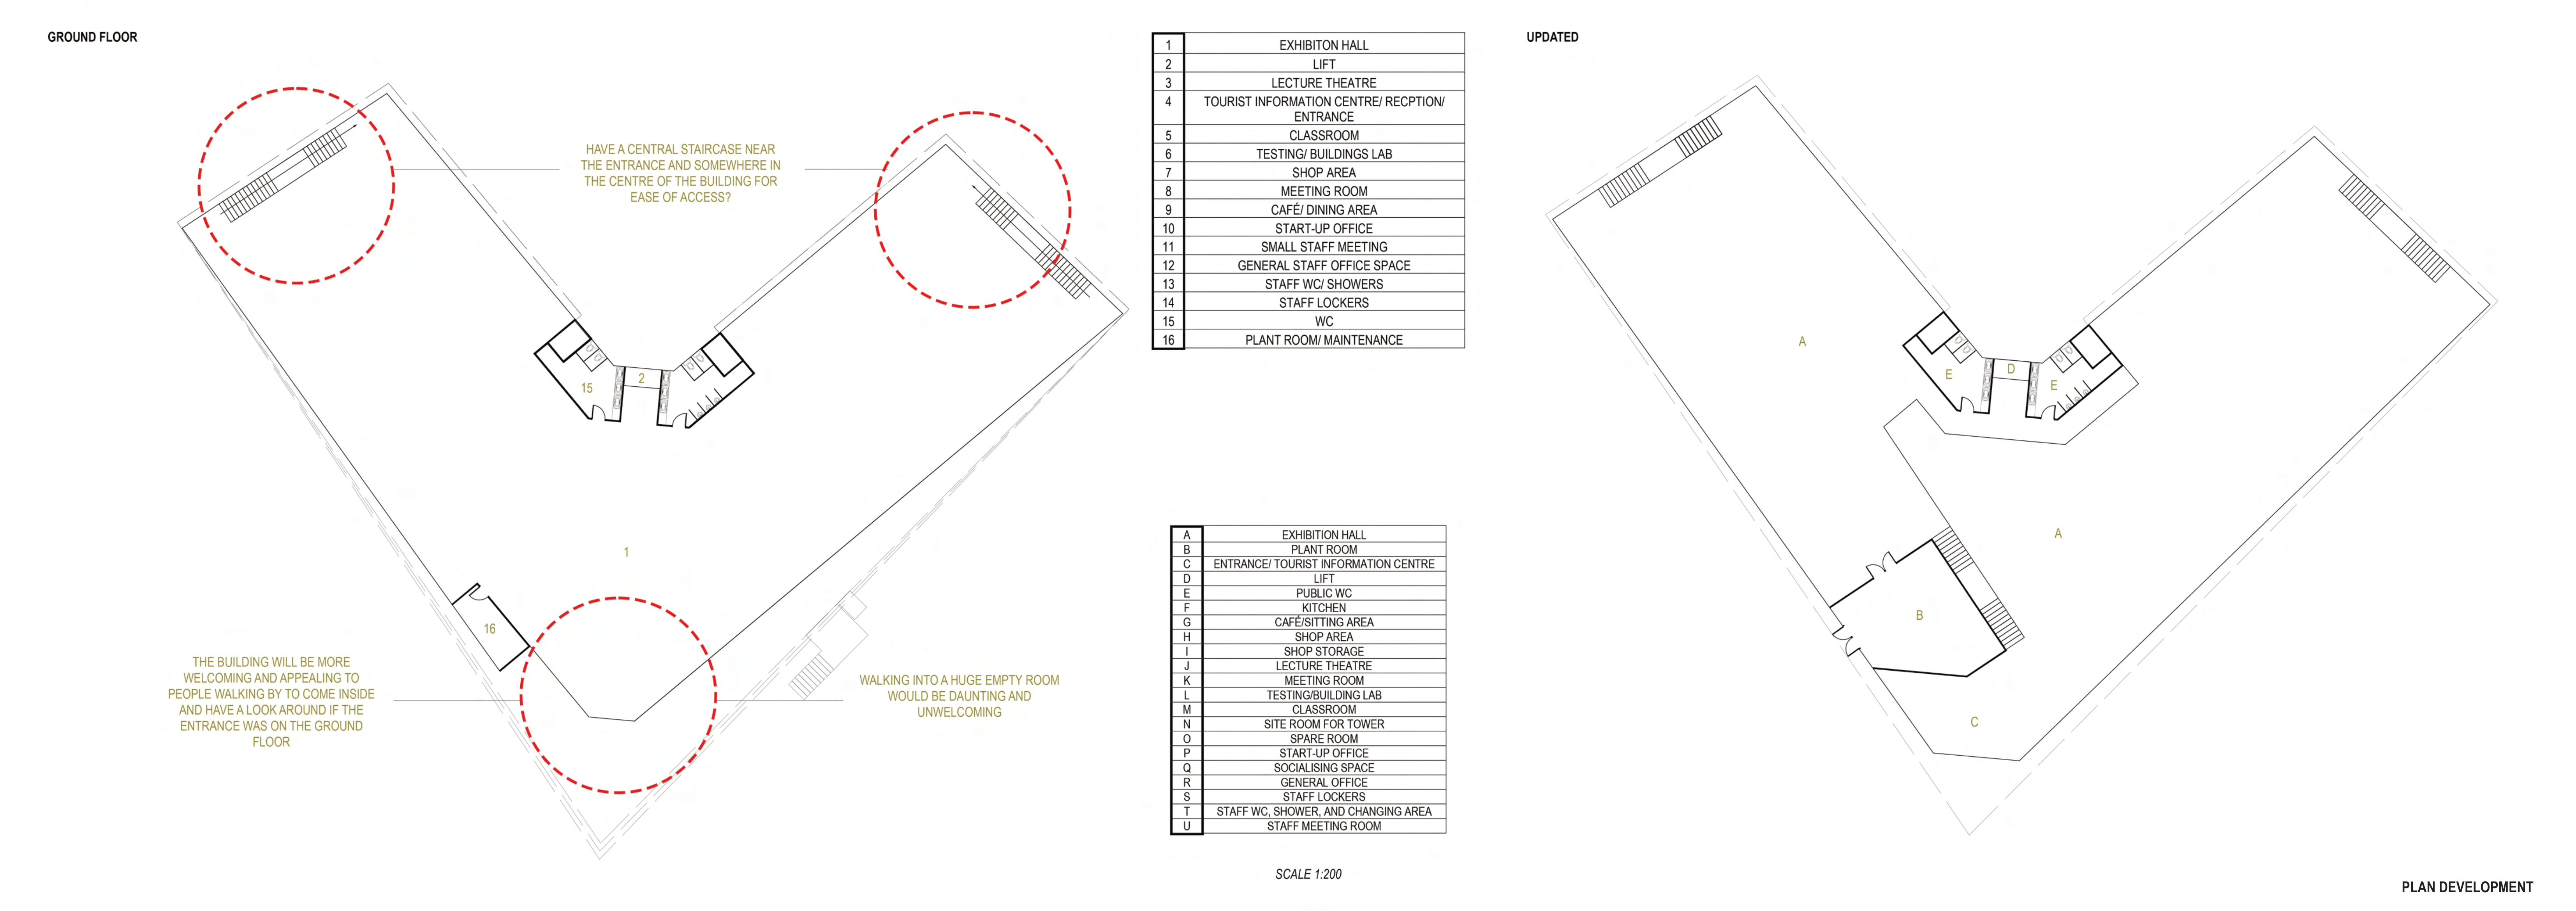 GROUND FLOOR
HAVE A CENTRAL STAIRCASE NEAR
THE ENTRANCE AND SOMEWHERE IN
THE CENTRE OF THE BUILDING FOR
EASE OF ACCESS?
15
2
1
16
THE BUILDING WILL BE MORE
WELCOMING AND APPEALING TO
PEOPLE WALKING BY TO COME INSIDE
AND HAVE A LOOK AROUND IF THE
ENTRANCE WAS ON THE GROUND
FLOOR
WALKING INTO A HUGE EMPTY ROOM
WOULD BE DAUNTING AND
UNWELCOMING
1 EXHIBITON HALL
2 LIFT
3 LECTURE THEATRE
4 TOURIST INFORMATION CENTRE/ RECPTION/
ENTRANCE
5 CLASSROOM
6 TESTING/ BUILDINGS LAB
7 SHOP AREA
8 MEETING ROOM
9 CAFÉ/ DINING AREA
10 START-UP OFFICE
11 SMALL STAFF MEETING
12 GENERAL STAFF OFFICE SPACE
13 STAFF WC/ SHOWERS
14 STAFF LOCKERS
15 WC
16 PLANT ROOM/ MAINTENANCE
A EXHIBITION HALL
B PLANT ROOM
C ENTRANCE/ TOURIST INFORMATION CENTRE
D LIFT
E PUBLIC WC
F KITCHEN
G CAFÉ/SITTING AREA
H SHOP AREA
I SHOP STORAGE
J LECTURE THEATRE
K MEETING ROOM
L TESTING/BUILDING LAB
M CLASSROOM
N SITE ROOM FOR TOWER
O SPARE ROOM
P START-UP OFFICE
Q SOCIALISING SPACE
R GENERAL OFFICE
S STAFF LOCKERS
T STAFF WC, SHOWER, AND CHANGING AREA
U STAFF MEETING ROOM
SCALE 1:200
UPDATED
A
E
D
E
A
B
C
PLAN DEVELOPMENT